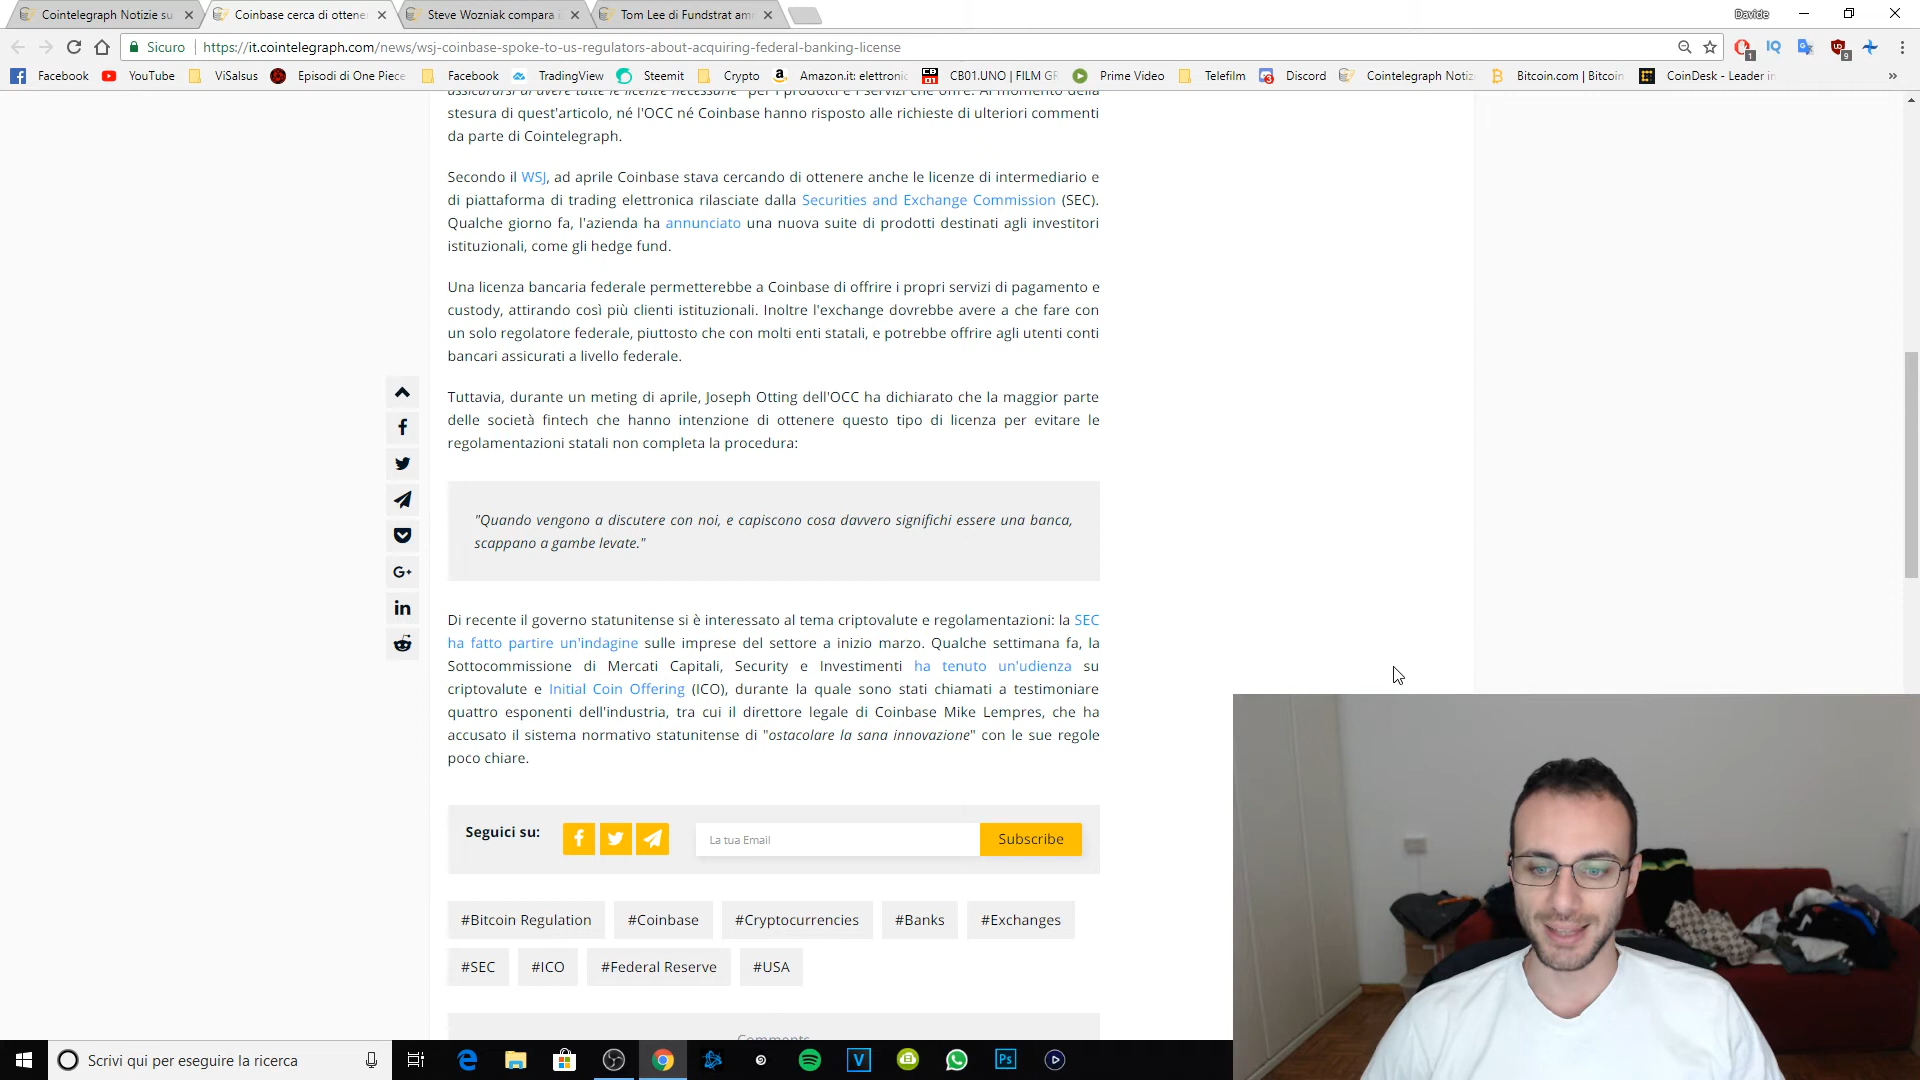 Cointelegraph Notizie su
Coinbase cerca di ottene
Steve Wozniak compara
Tom Lee di Fundstrat am
Davide
Sicuro
https://it.cointelegraph.com/news/wsj-coinbase-spoke-to-us-regulators-about-acquiring-federal-banking-license
Facebook
YouTube
ViSalsus
Episodi di One Piece
Facebook
TradingView
Steemit
Crypto
Amazon.it: elettronic
CB01.UNO | FILM GR
Prime Video
Telefilm
Discord
Cointelegraph Notiz
Bitcoin.com | Bitcoin
CoinDesk - Leader in
assicurarsi di avere tutte le licenze necessarie" per i prodotti e i servizi che offre. Al momento della
stesura di quest'articolo, né l'OCC né Coinbase hanno risposto alle richieste di ulteriori commenti
da parte di Cointelegraph.
Secondo il WSJ, ad aprile Coinbase stava cercando di ottenere anche le licenze di intermediario e
di piattaforma di trading elettronica rilasciate dalla Securities and Exchange Commission (SEC).
Qualche giorno fa, l'azienda ha annunciato una nuova suite di prodotti destinati agli investitori
istituzionali, come gli hedge fund.
Una licenza bancaria federale permetterebbe a Coinbase di offrire i propri servizi di pagamento e
custody, attirando così più clienti istituzionali. Inoltre l'exchange dovrebbe avere a che fare con
un solo regolatore federale, piuttosto che con molti enti statali, e potrebbe offrire agli utenti conti
bancari assicurati a livello federale.
Tuttavia, durante un meting di aprile, Joseph Otting dell'OCC ha dichiarato che la maggior parte
delle società fintech che hanno intenzione di ottenere questo tipo di licenza per evitare le
regolamentazioni statali non completa la procedura:
"Quando vengono a discutere con noi, e capiscono cosa davvero significhi essere una banca,
scappano a gambe levate."
Di recente il governo statunitense si è interessato al tema criptovalute e regolamentazioni: la SEC
ha fatto partire un'indagine sulle imprese del settore a inizio marzo. Qualche settimana fa, la
Sottocommissione di Mercati Capitali, Security e Investimenti ha tenuto un'udienza su
criptovalute e Initial Coin Offering (ICO), durante la quale sono stati chiamati a testimoniare
quattro esponenti dell'industria, tra cui il direttore legale di Coinbase Mike Lempres, che ha
accusato il sistema normativo statunitense di "ostacolare la sana innovazione" con le sue regole
poco chiare.
Seguici su:
La tua Email
Subscribe
#Bitcoin Regulation
#Coinbase
#Cryptocurrencies
#Banks
#Exchanges
#SEC
#ICO
#Federal Reserve
#USA
Comments
Scrivi qui per eseguire la ricerca